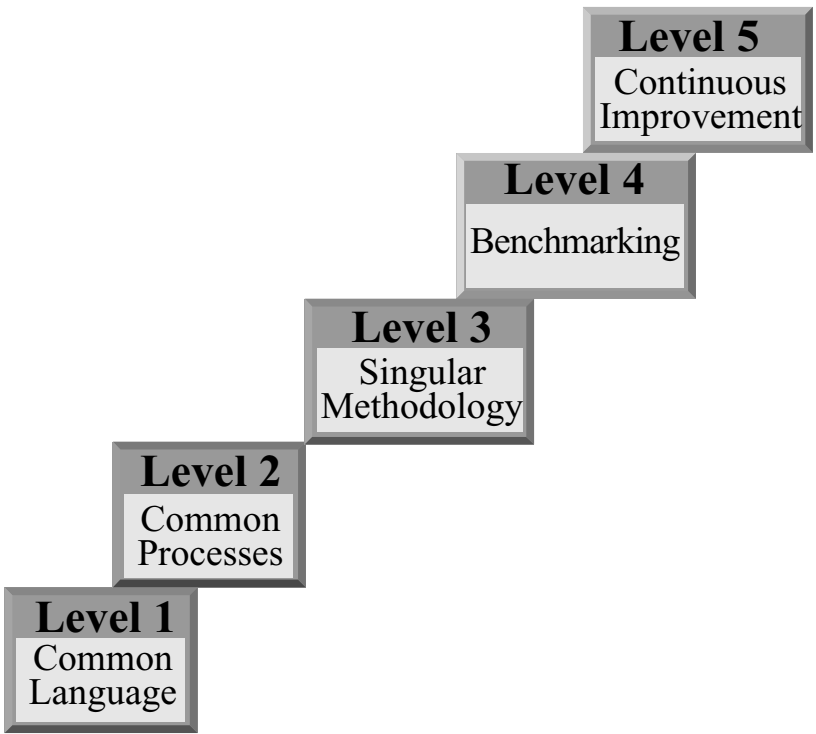 Level 5
Continuous
Improvement
Level 4
Benchmarking
Level 3
Singular
Methodology
Level 2
Common
Processes
Level 1
Common
Language